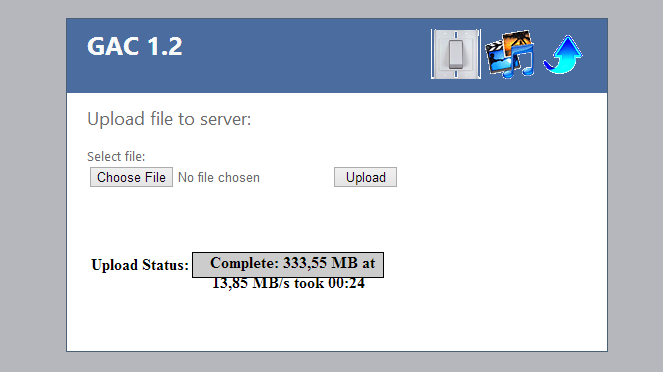 GAC 1.2
Upload file to server:
Select file:
Choose File No file chosen Upload
Upload Status: Complete: 333,55 MB at
13,85 MB/s took 00:24